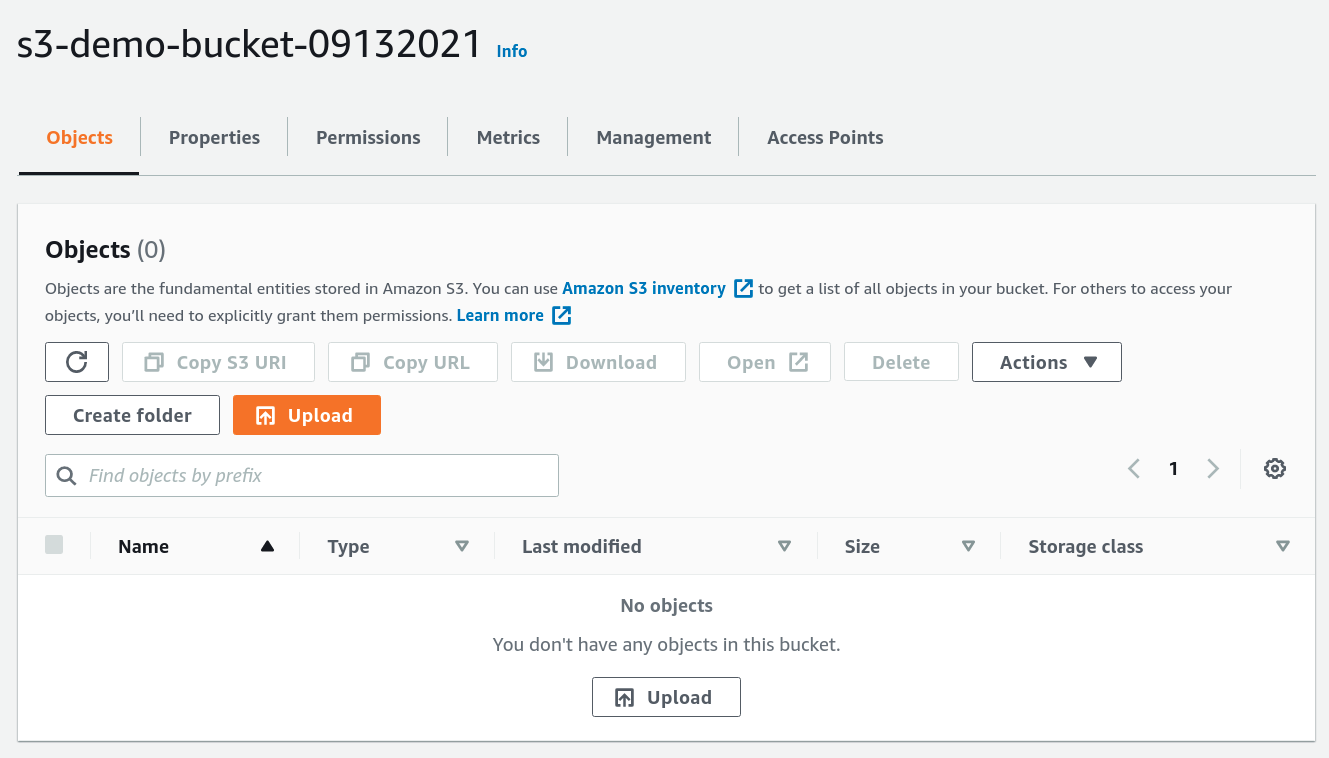 s3-demo-bucket-09132021 Info
Objects Properties Permissions Metrics Management Access Points
Objects (0)
Objects are the fundamental entities stored in Amazon S3. You can use Amazon S3 inventory to get a list of all objects in your bucket. For others to access your
objects, you’ll need to explicitly grant them permissions. Learn more
Copy S3 URI Copy URL Download Open Delete Actions
Create folder Upload
Find objects by prefix 1
Name Type Last modified Size Storage class
No objects
You don't have any objects in this bucket.
Upload